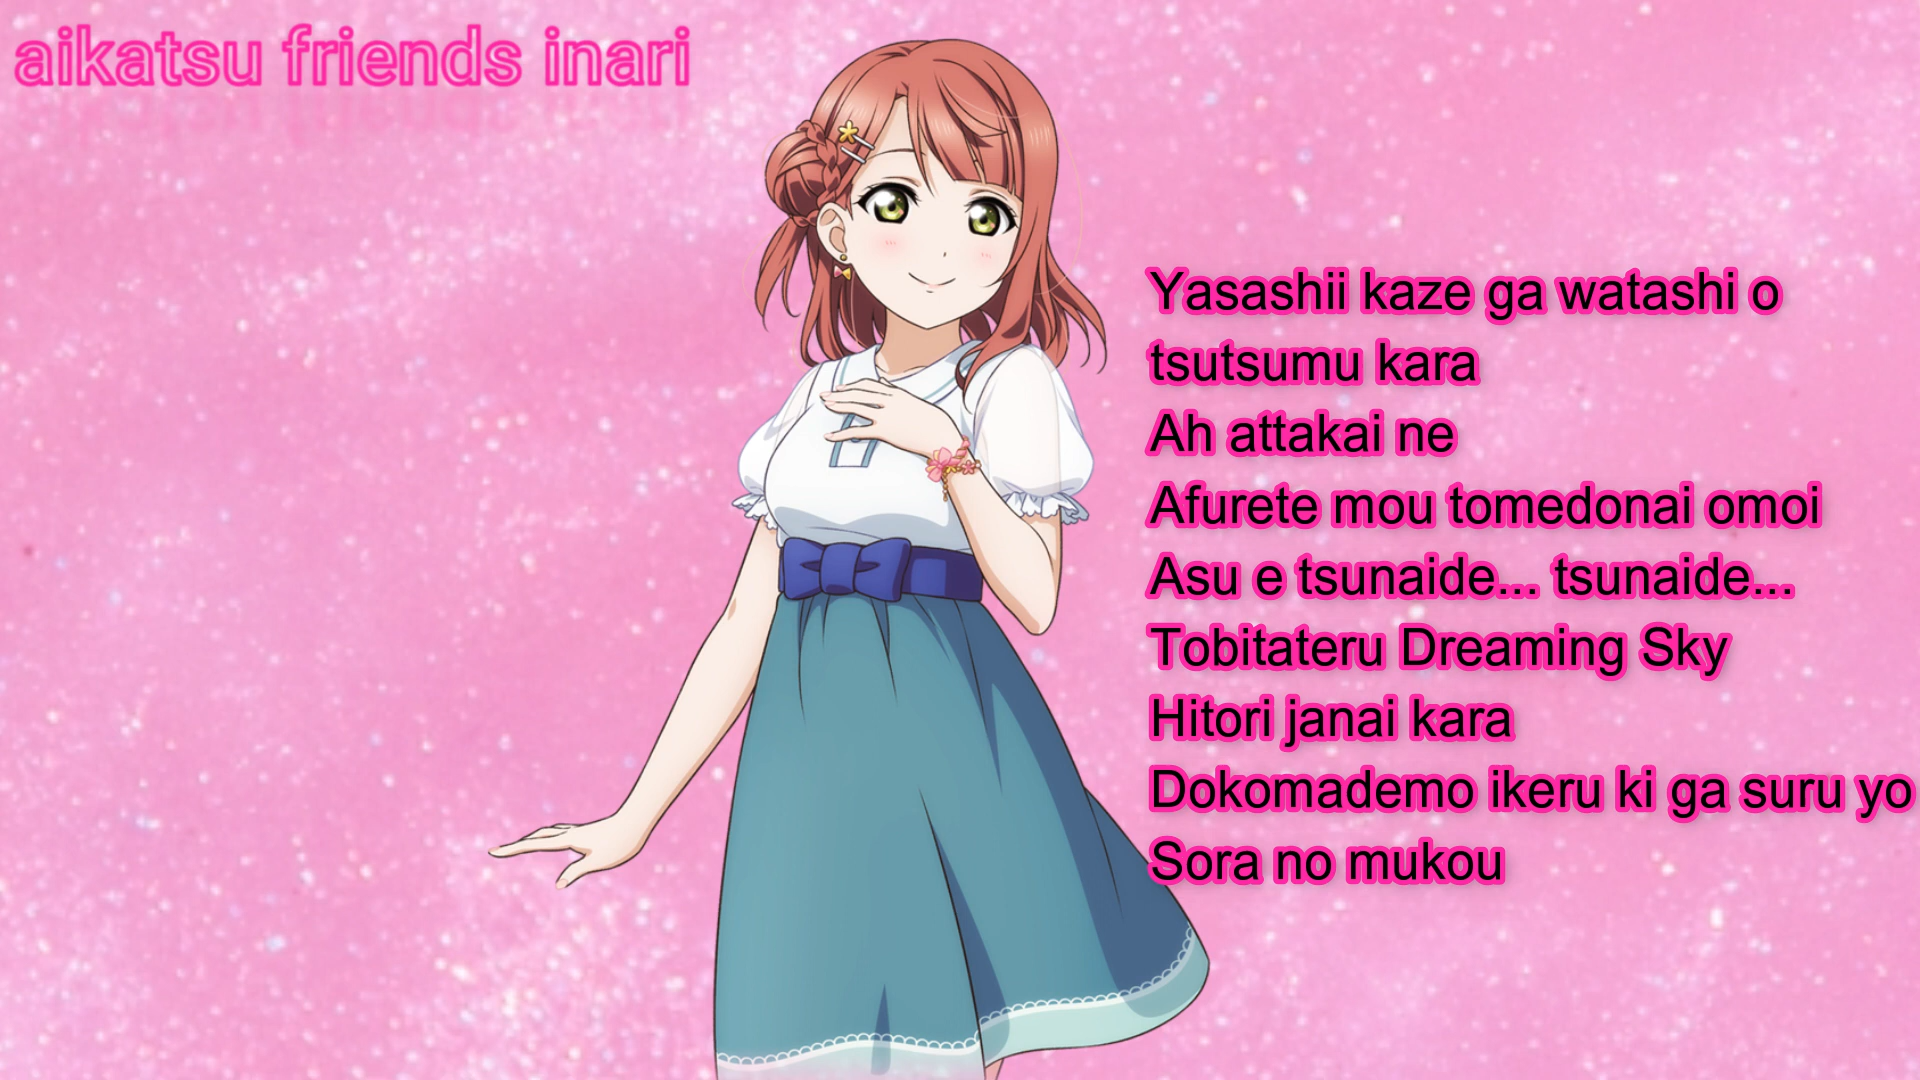 aikatsu friends inari
Yasashii kaze ga watashi o
tsutsumu kara
Ah attakai ne
Afurete mou tomedonai omoi
Asu e tsunaide... tsunaide...
Tobitateru Dreaming Sky
Hitori janai kara
Dokomademo ikeru ki ga suru yo
Sora no mukou